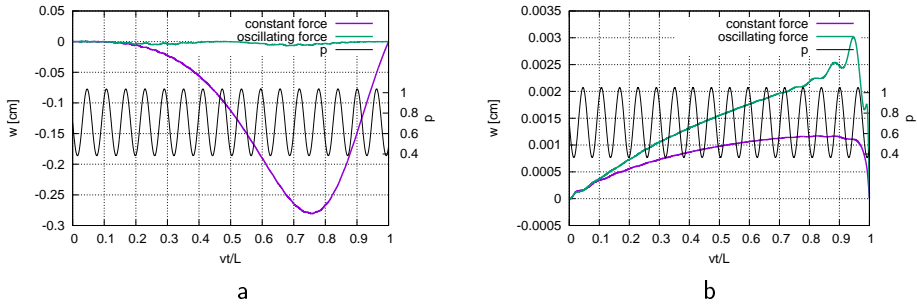 constant force
oscillating force
p
0.05
0
-0.05
-0.1
-0.15
-0.2
-0.25
-0.3
w [cm]
1
0.8
0.6
0.4
p
0 0.1 0.2 0.3 0.4 0.5 0.6 0.7 0.8 0.9 1
vt/L
a
constant force
oscillating force
p
0.0035
0.003
0.0025
0.002
0.0015
0.001
0.0005
0
-0.0005
w [cm]
1
0.8
0.6
0.4
p
0 0.1 0.2 0.3 0.4 0.5 0.6 0.7 0.8 0.9 1
vt/L
b